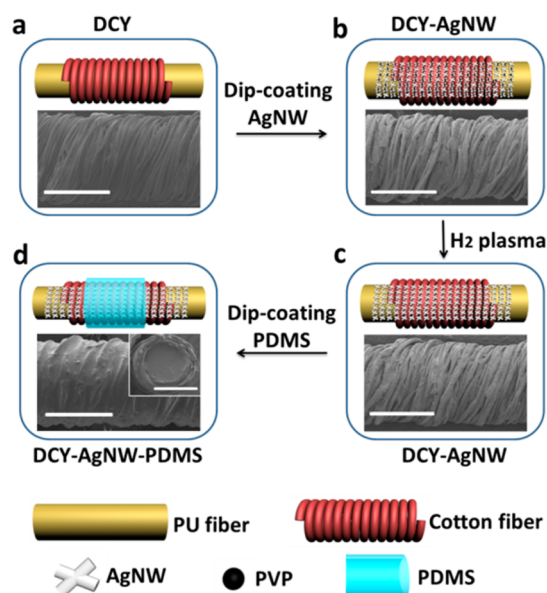 a
DCY
b
DCY-AgNW
Dip-coating
AgNW
H2 plasma
d
c
Dip-coating
PDMS
DCY-AgNW-PDMS
DCY-AgNW
PU fiber
Cotton fiber
AgNW
PVP
PDMS